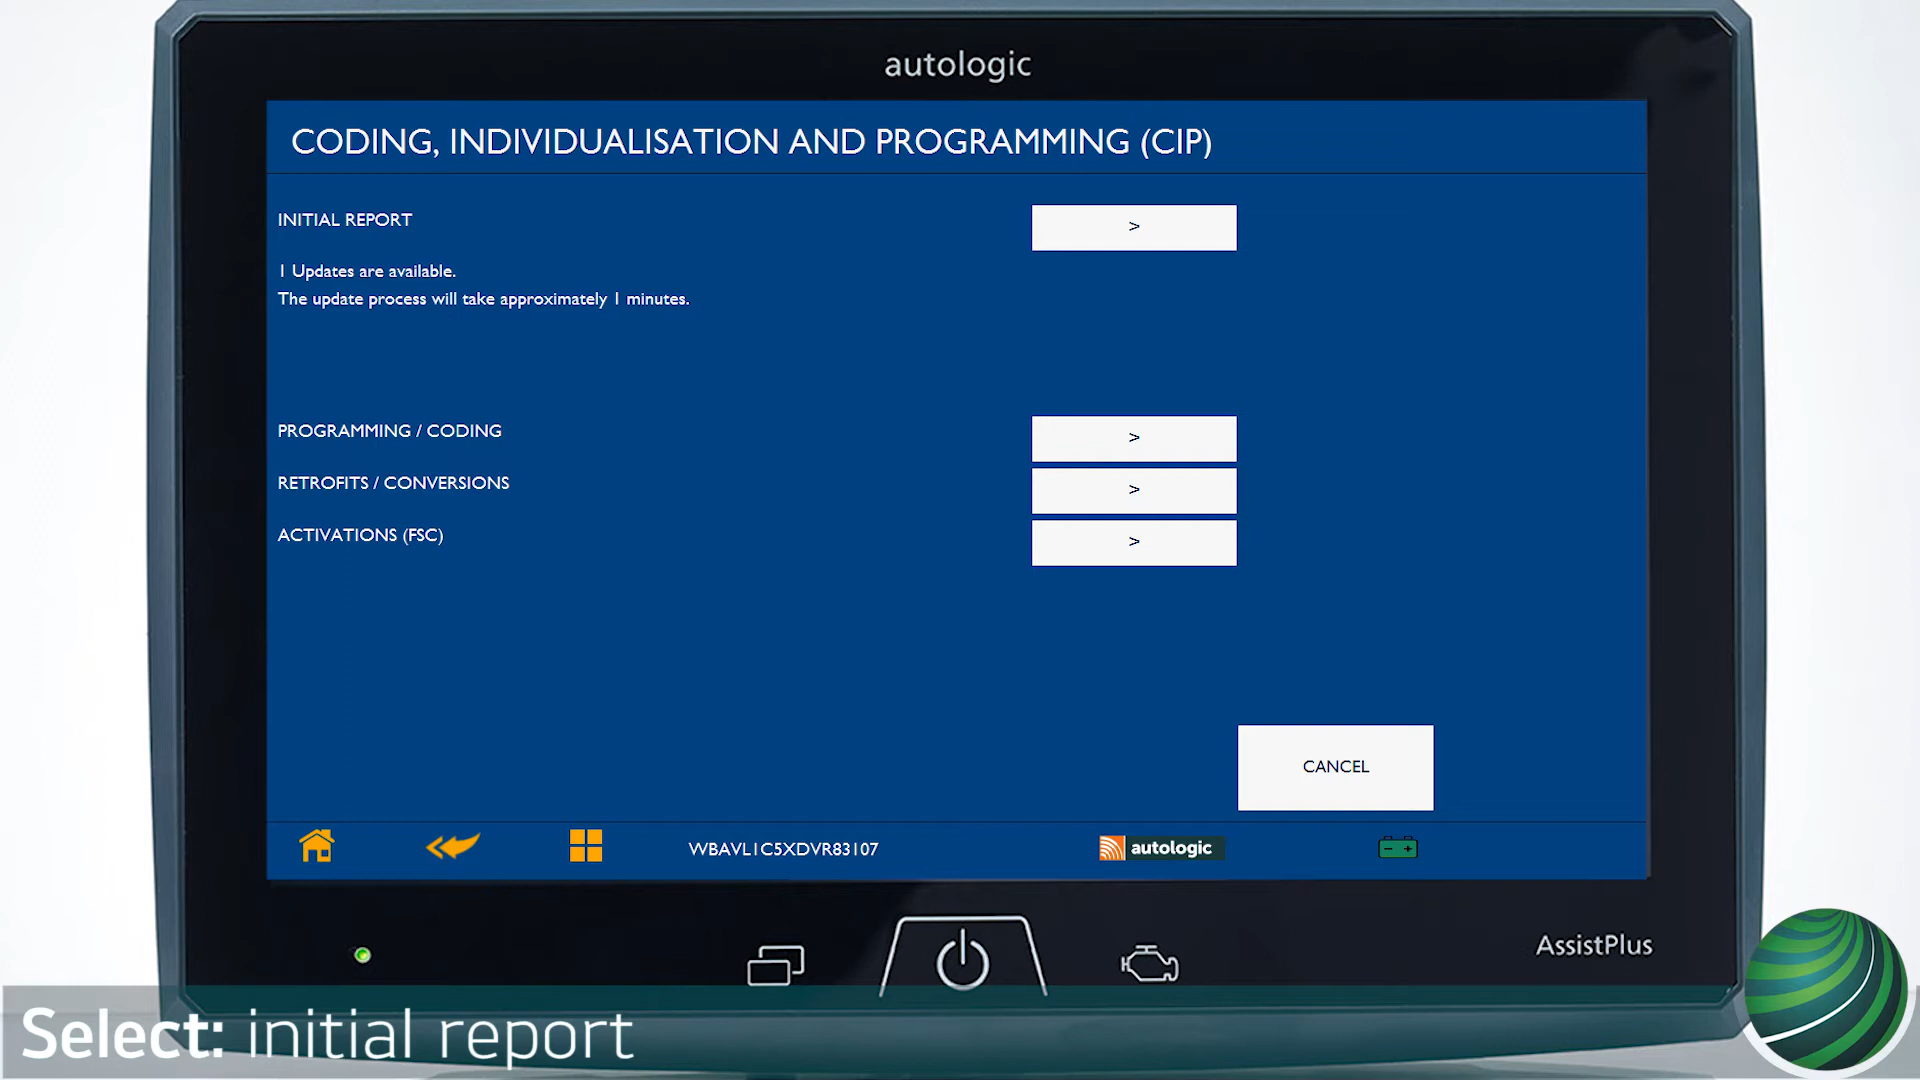 autologic
CODING, INDIVIDUALISATION AND PROGRAMMING (CIP)
INITIAL REPORT
>
1 Updates are available.
The update process will take approximately 1 minutes.
PROGRAMMING / CODING
>
RETROFITS / CONVERSIONS
>
ACTIVATIONS (FSC)
>
CANCEL
WBAVL1C5XDVR83107
autologic
AssistPlus
Select: initial report